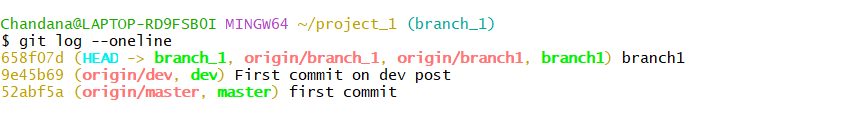 Chandana@LAPTOP-RD9FSB0I MINGW64 ~/project_1 (branch_1)
$ git log --oneline
658f07d (HEAD -> branch_1, origin/branch_1, origin/branch1, branch1) branch1
9e45b69 (origin/dev, dev) First commit on dev post
52abf5a (origin/master, master) first commit